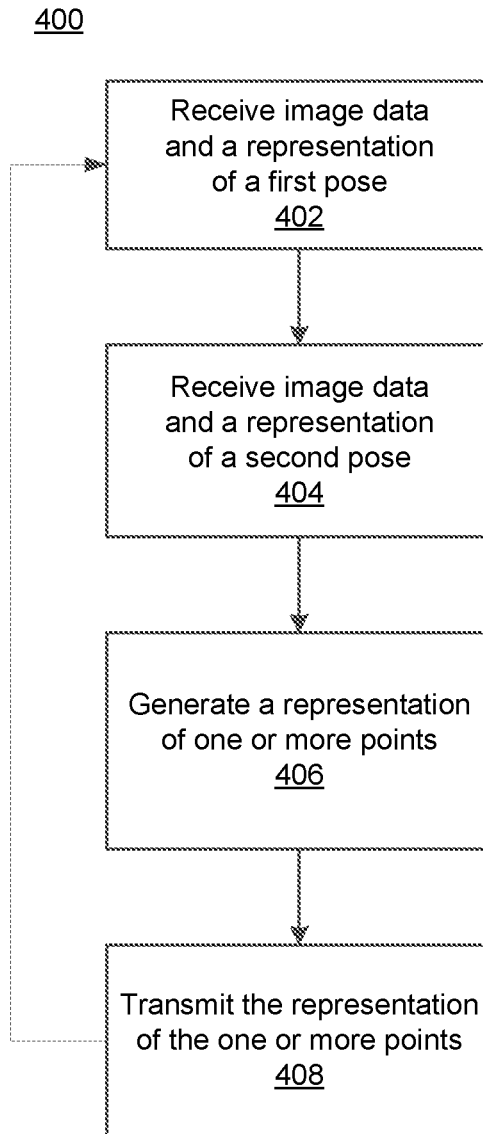 400
Receive image data
and a representation
of a first pose
402
Receive image data
and a representation
of a second pose
404
Generate a representation
of one or more points
406
Transmit the representation
of the one or more points
408